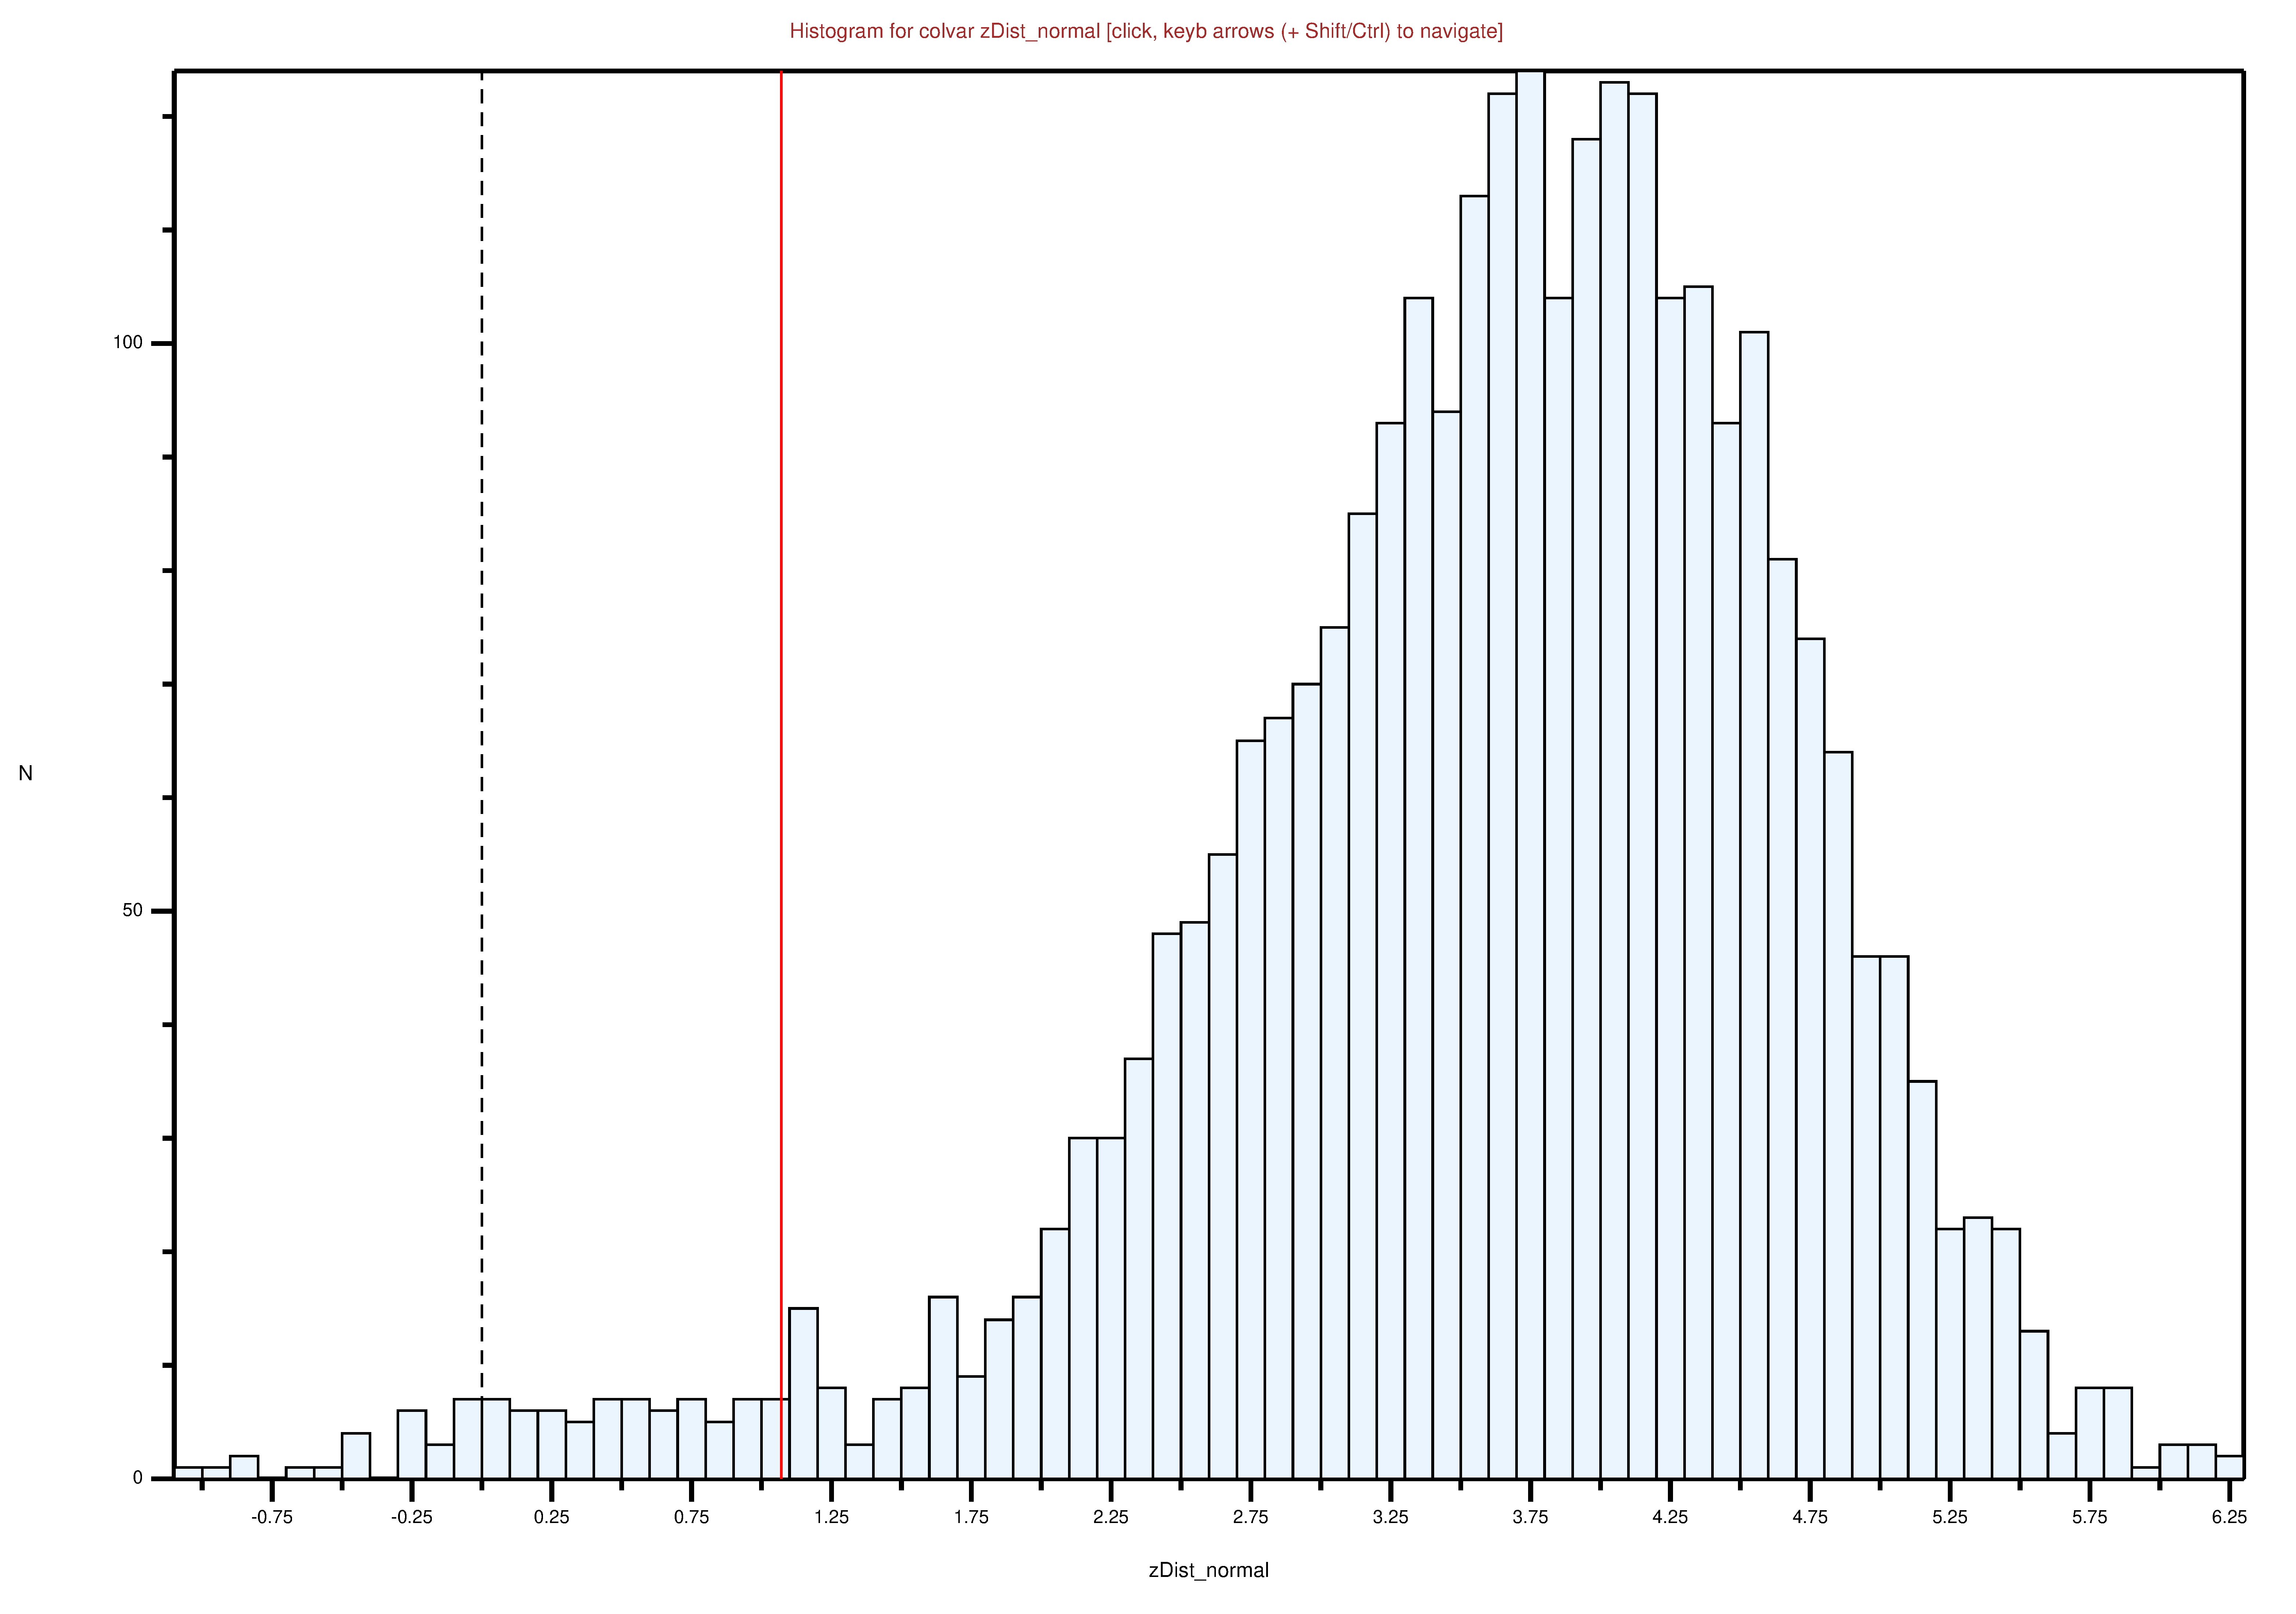 Histogram for colvar zDist_normal [click, keyb arrows (+ Shift/Ctrl) to navigate]
100
N
50
0
-0.75 -0.25 0.25 0.75 1.25 1.75 2.25 2.75 3.25 3.75 4.25 4.75 5.25 5.75 6.25
zDist_normal